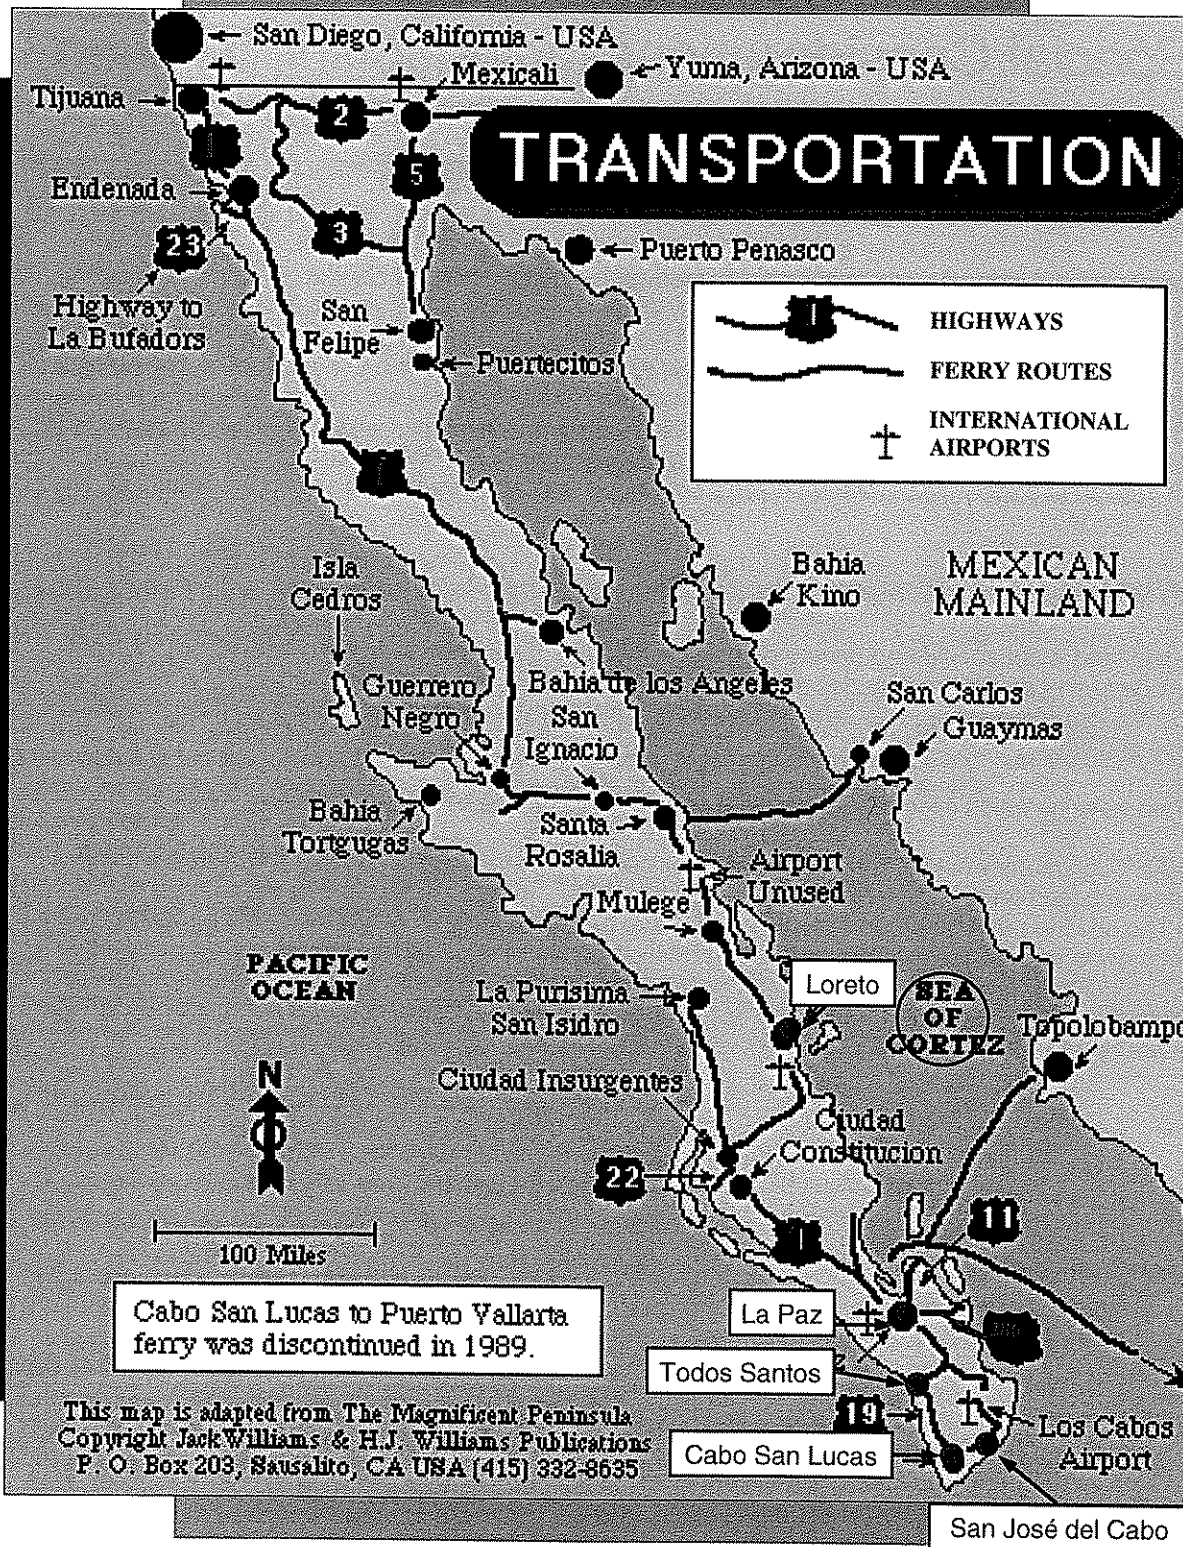 San Diego, California - USA
Mexicali
Yuma, Arizona - USA
Tijuana
2
TRANSPORTATION
1
5
Endenada
23
3
Puerto Penasco
Highway to
La Bufadors
San
Felipe
Puertecitos
1
HIGHWAYS
FERRY ROUTES
INTERNATIONAL
AIRPORTS
1
Isla
Cedros
Bahia
Kino
MEXICAN
MAINLAND
Guerrero
Negro
Bahia de los Angeles
San
Ignacio
San Carlos
Guaymas
Bahia
Tortgugas
Santa
Rosalia
Airport
Unused
Mulege
PACIFIC
OCEAN
La Purisima
San Isidro
Loreto
SEA
OF
CORTEZ
Topolobampo
N
Ciudad Insurgentes
Ciudad
Constitucion
22
1
11
100 Miles
Cabo San Lucas to Puerto Vallarta
ferry was discontinued in 1989.
La Paz
Todos Santos
19
Los Cabos
Airport
Cabo San Lucas
This map is adapted from The Magnificent Peninsula
Copyright Jack Williams & H.J. Williams Publications
P. O. Box 203, Sausalito, CA USA (415) 332-8635
San José del Cabo